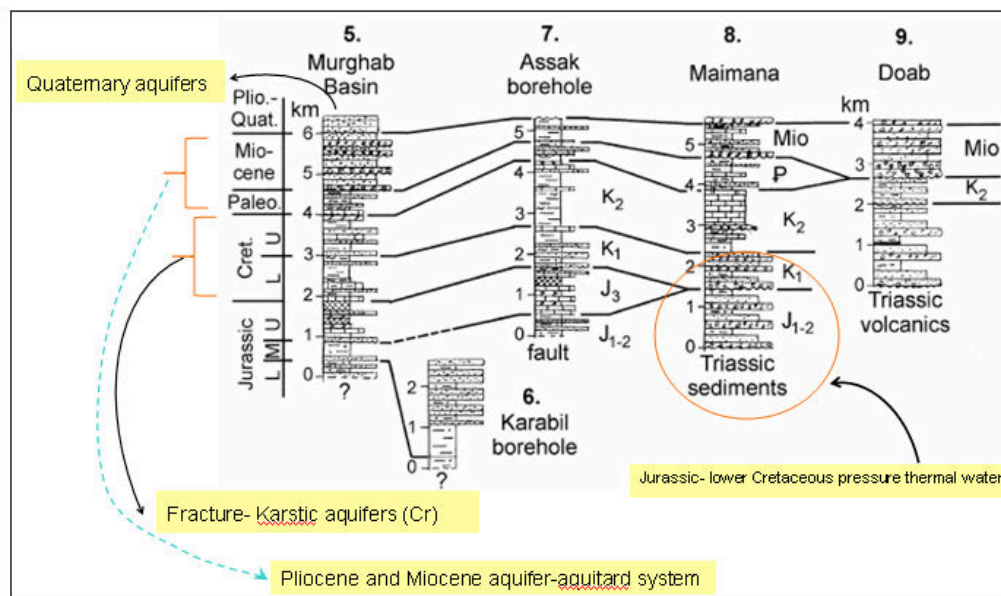 5.
Murghab
Basin
7.
Assak
borehole
8.
Maimana
9.
Doab
Quaternary aquifers
Plio.-
Quat.
Mio-
cene
Paleo.
Cret.
U
L
Jurassic
U
M
L
km
6
5
4
3
2
1
0
?
5
4
3
2
1
0
fault
K2
K1
J3
J1-2
5
4
3
2
1
0
Mio
P
K2
K1
J1-2
Triassic
sediments
km
4
3
2
1
0
Mio
K2
Triassic
volcanics
2
1
0
?
6.
Karabil
borehole
Jurassic- lower Cretaceous pressure thermal water
Fracture- Karstic aquifers (Cr)
Pliocene and Miocene aquifer-aquitard system